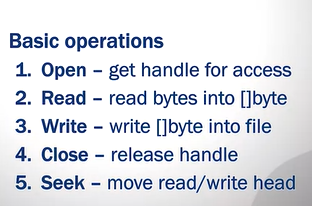 Basic operations
1. Open – get handle for access
2. Read – read bytes into []byte
3. Write – write []byte into file
4. Close – release handle
5. Seek – move read/write head